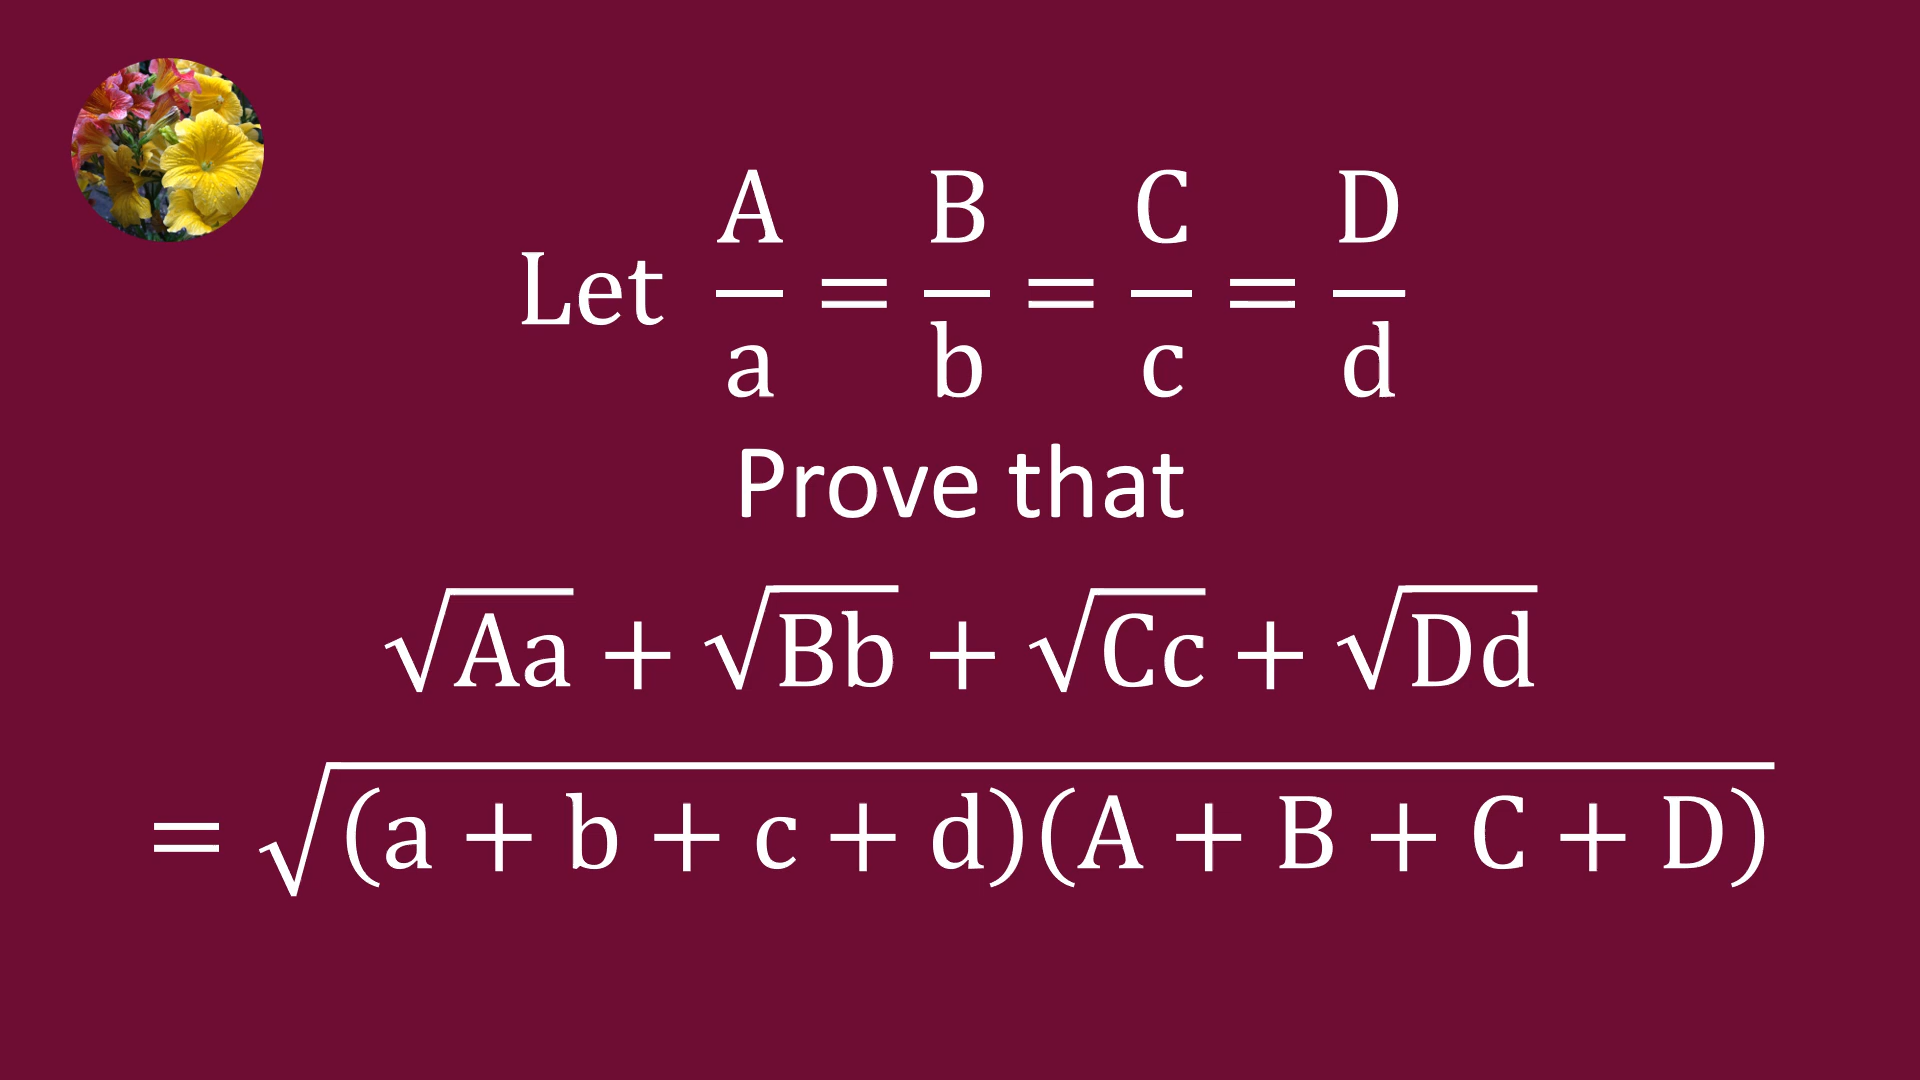 Let A/a = B/b = C/c = D/d
Prove that
√Aa + √Bb + √Cc + √Dd
= √(a + b + c + d)(A + B + C + D)